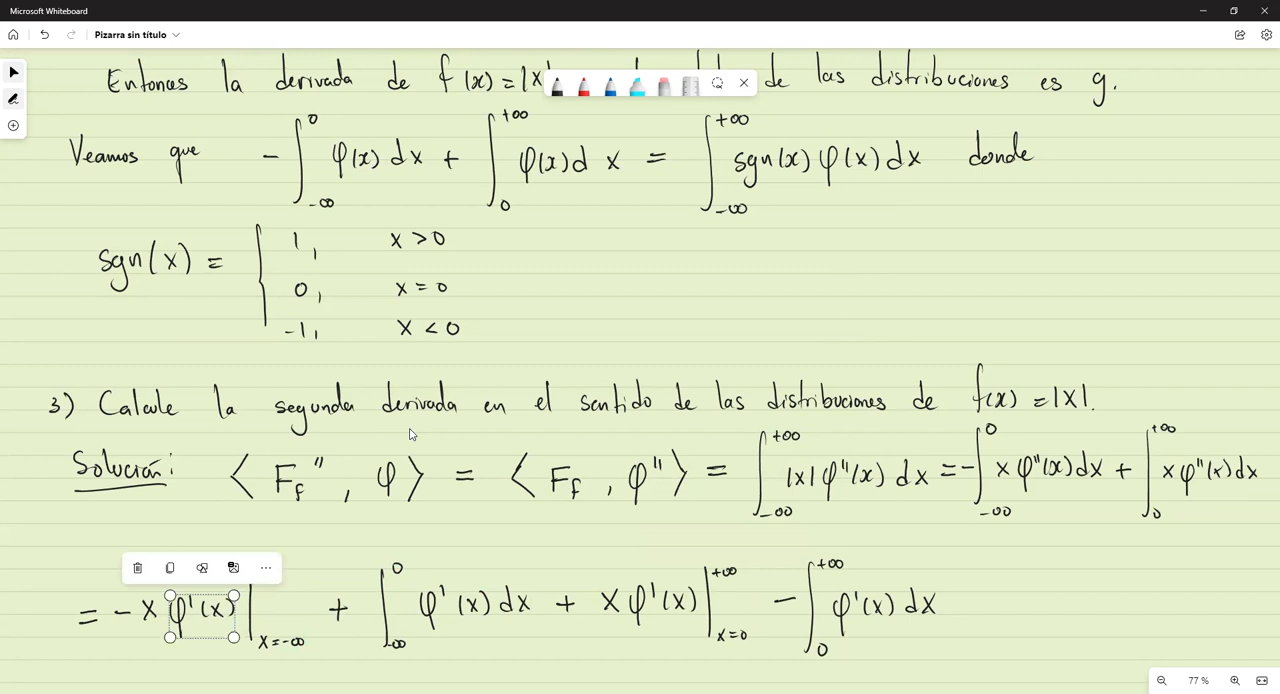 Microsoft Whiteboard
Pizarra sin título
Entonces la derivada de f(x)=|x| de las distribuciones es g.
Veamos que -∫_{-∞}^{0} φ(x) dx + ∫_{0}^{+∞} φ(x) dx = ∫_{-∞}^{+∞} sgn(x) φ(x) dx donde
sgn(x) = { 1, x > 0
0, x = 0
-1, x < 0
3) Calcule la segunda derivada en el sentido de las distribuciones de f(x) = |x|.
Solución: ⟨F_f'', φ⟩ = ⟨F_f, φ''⟩ = ∫_{-∞}^{+∞} |x| φ''(x) dx = -∫_{-∞}^{0} x φ''(x) dx + ∫_{0}^{+∞} x φ''(x) dx
= - x φ'(x) |_{x=-∞} + ∫_{-∞}^{0} φ'(x) dx + x φ'(x) |_{x=0}^{+∞} - ∫_{0}^{+∞} φ'(x) dx
77 %